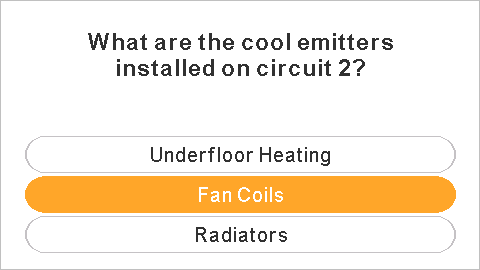 What are the cool emitters
installed on circuit 2?
Underfloor Heating
Fan Coils
Radiators